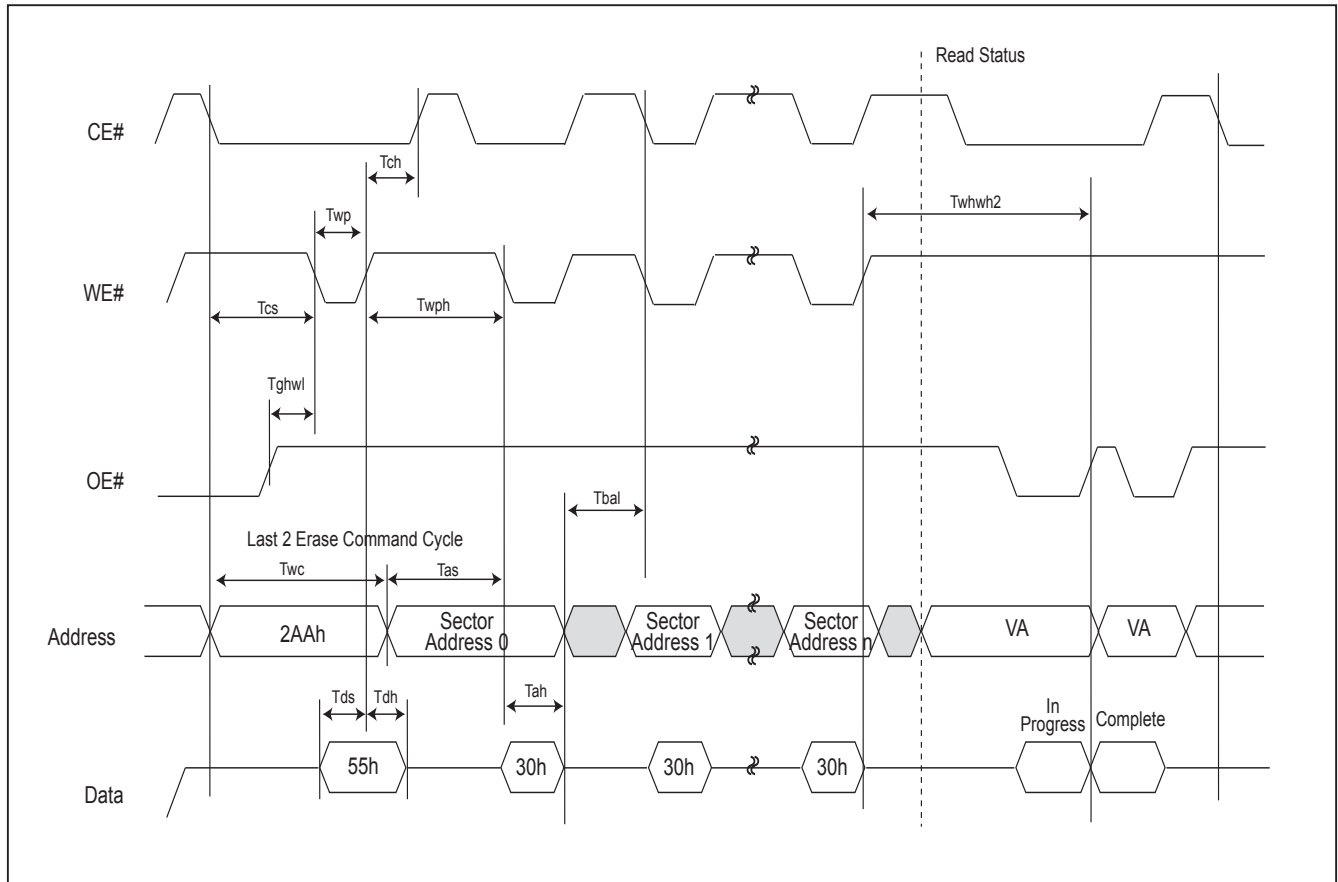 Read Status
CE#
Tch
Twhwh2
Twp
WE#
Tcs
Twph
Tghwl
OE#
Tbal
Last 2 Erase Command Cycle
Twc
Tas
Address
2AAh
Sector
Address 0
Sector
Address 1
Sector
Address n
VA
VA
Tds
Tdh
Tah
In
Progress
Complete
Data
55h
30h
30h
30h